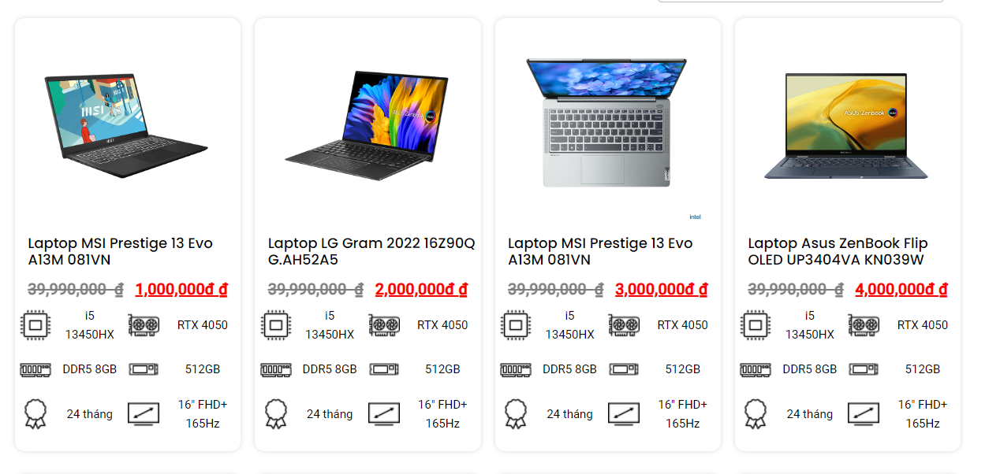 msi
msi
ASUS Zenbook
Lenovo
ASUS Zenbook
intel
Laptop MSI Prestige 13 Evo
A13M 081VN
39,990,000 ₫ 1,000,000đ ₫
i5
13450HX
RTX 4050
DDR5 8GB
512GB
24 tháng
16" FHD+
165Hz
Laptop LG Gram 2022 16Z90Q
G.AH52A5
39,990,000 ₫ 2,000,000đ ₫
i5
13450HX
RTX 4050
DDR5 8GB
512GB
24 tháng
16" FHD+
165Hz
Laptop MSI Prestige 13 Evo
A13M 081VN
39,990,000 ₫ 3,000,000đ ₫
i5
13450HX
RTX 4050
DDR5 8GB
512GB
24 tháng
16" FHD+
165Hz
Laptop Asus ZenBook Flip
OLED UP3404VA KN039W
39,990,000 ₫ 4,000,000đ ₫
i5
13450HX
RTX 4050
DDR5 8GB
512GB
24 tháng
16" FHD+
165Hz